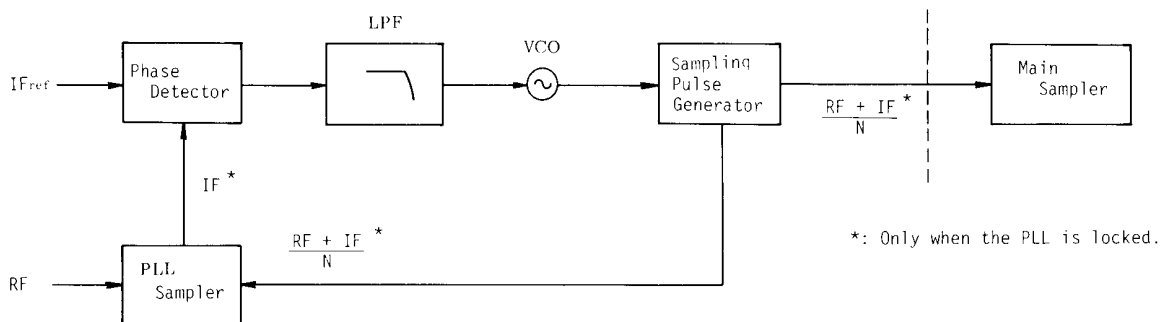 LPF
VCO
IFref
Phase
Detector
Sampling
Pulse
Generator
Main
Sampler
RF + IF *
N
IF *
RF + IF *
N
*: Only when the PLL is locked.
RF
PLL
Sampler